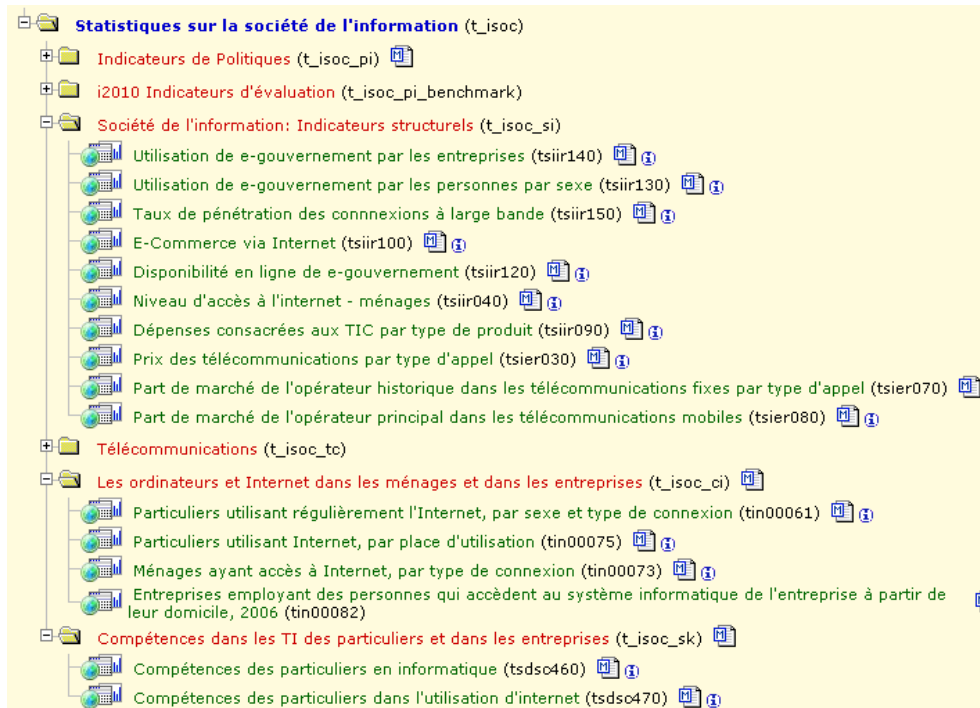 Statistiques sur la société de l'information (t_isoc)
Indicateurs de Politiques (t_isoc_pi)
i2010 Indicateurs d'évaluation (t_isoc_pi_benchmark)
Société de l'information: Indicateurs structurels (t_isoc_si)
Utilisation de e-gouvernement par les entreprises (tsiir140)
Utilisation de e-gouvernement par les personnes par sexe (tsiir130)
Taux de pénétration des connnexions à large bande (tsiir150)
E-Commerce via Internet (tsiir100)
Disponibilité en ligne de e-gouvernement (tsiir120)
Niveau d'accès à l'internet - ménages (tsiir040)
Dépenses consacrées aux TIC par type de produit (tsiir090)
Prix des télécommunications par type d'appel (tsier030)
Part de marché de l'opérateur historique dans les télécommunications fixes par type d'appel (tsier070)
Part de marché de l'opérateur principal dans les télécommunications mobiles (tsier080)
Télécommunications (t_isoc_tc)
Les ordinateurs et Internet dans les ménages et dans les entreprises (t_isoc_ci)
Particuliers utilisant régulièrement l'Internet, par sexe et type de connexion (tin00061)
Particuliers utilisant Internet, par place d'utilisation (tin00075)
Ménages ayant accès à Internet, par type de connexion (tin00073)
Entreprises employant des personnes qui accèdent au système informatique de l'entreprise à partir de
leur domicile, 2006 (tin00082)
Compétences dans les TI des particuliers et dans les entreprises (t_isoc_sk)
Compétences des particuliers en informatique (tsdsc460)
Compétences des particuliers dans l'utilisation d'internet (tsdsc470)